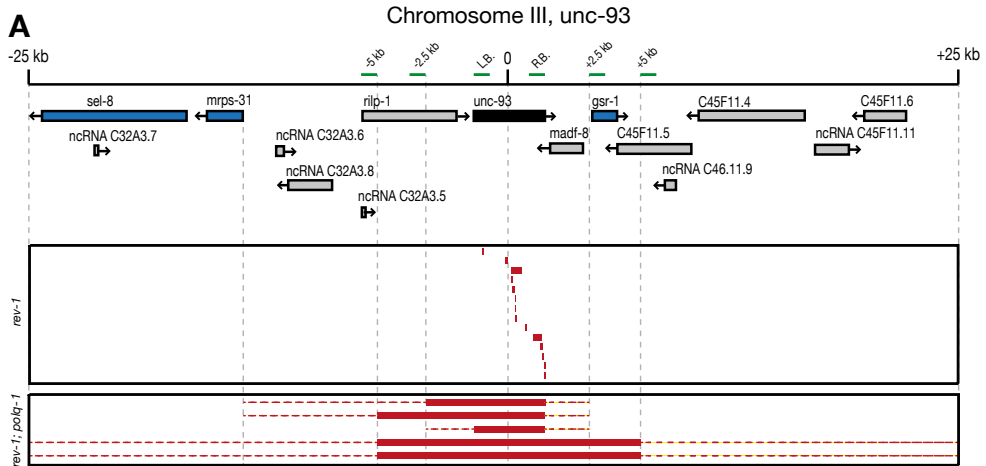 A
Chromosome III, unc-93
-25 kb
-5 kb
-2.5 kb
L.B.
0
R.B.
+2.5 kb
+5 kb
+25 kb
sel-8
mrps-31
rilp-1
unc-93
gsr-1
C45F11.4
C45F11.6
ncRNA C32A3.7
ncRNA C32A3.6
madf-8
C45F11.5
ncRNA C45F11.11
ncRNA C32A3.8
ncRNA C46.11.9
ncRNA C32A3.5
rev-1
rev-1; polq-1